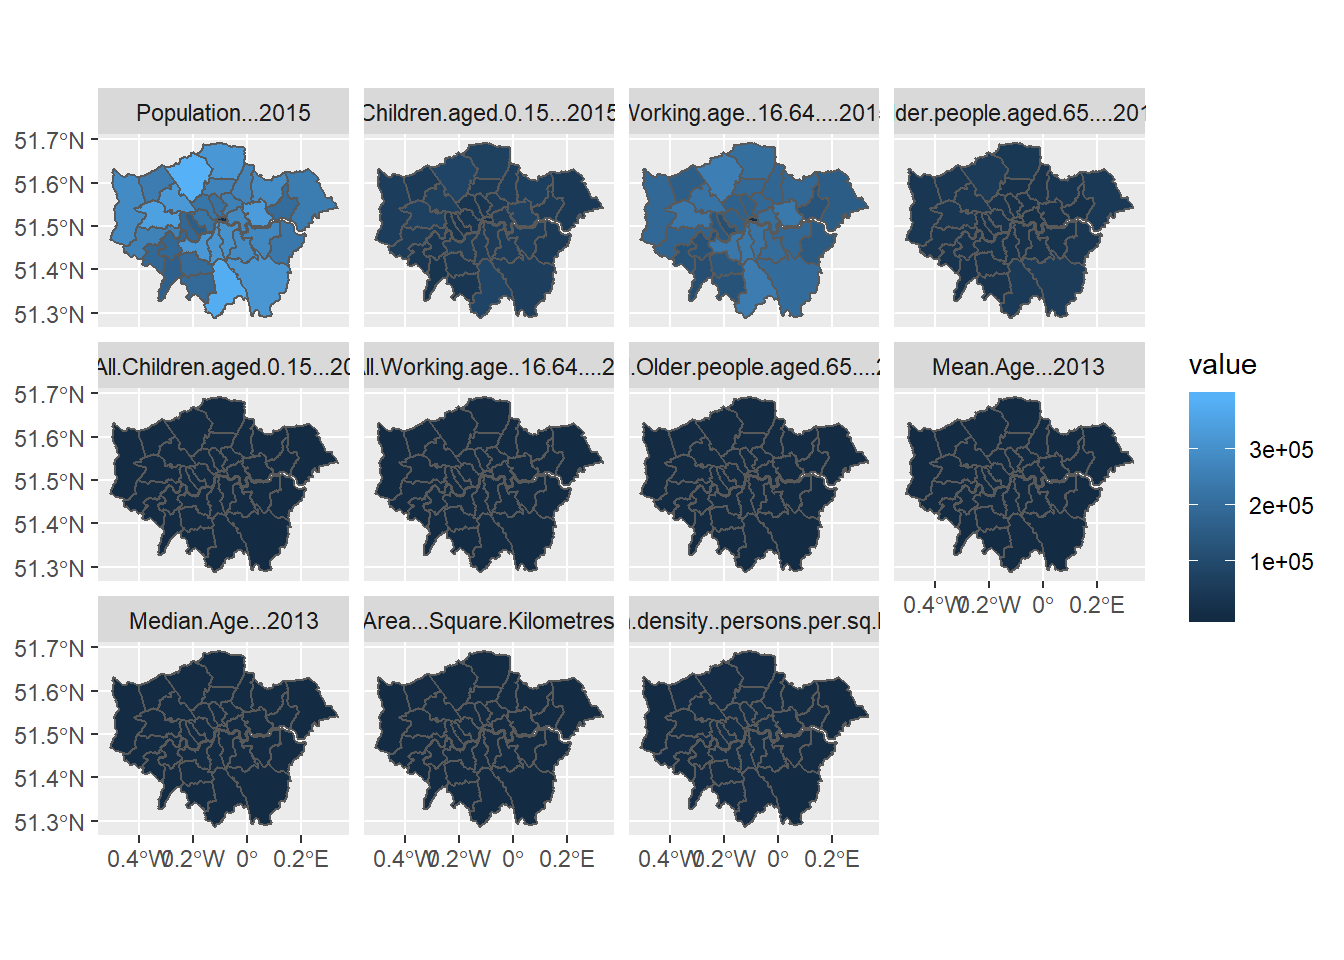 Population...2015
Children.aged.0.15...2015
Working.age..16.64....2015
lder.people.aged.65....201
51.7°N
51.6°N
51.5°N
51.4°N
51.3°N
All.Children.aged.0.15...20
All.Working.age..16.64....2
.Older.people.aged.65....2
Mean.Age...2013
51.7°N
51.6°N
51.5°N
51.4°N
51.3°N
0.4°W 0.2°W 0° 0.2°E
value
3e+05
2e+05
1e+05
Median.Age...2013
Area...Square.Kilometres
n.density..persons.per.sq.k
51.7°N
51.6°N
51.5°N
51.4°N
51.3°N
0.4°W 0.2°W 0° 0.2°E
0.4°W 0.2°W 0° 0.2°E
0.4°W 0.2°W 0° 0.2°E